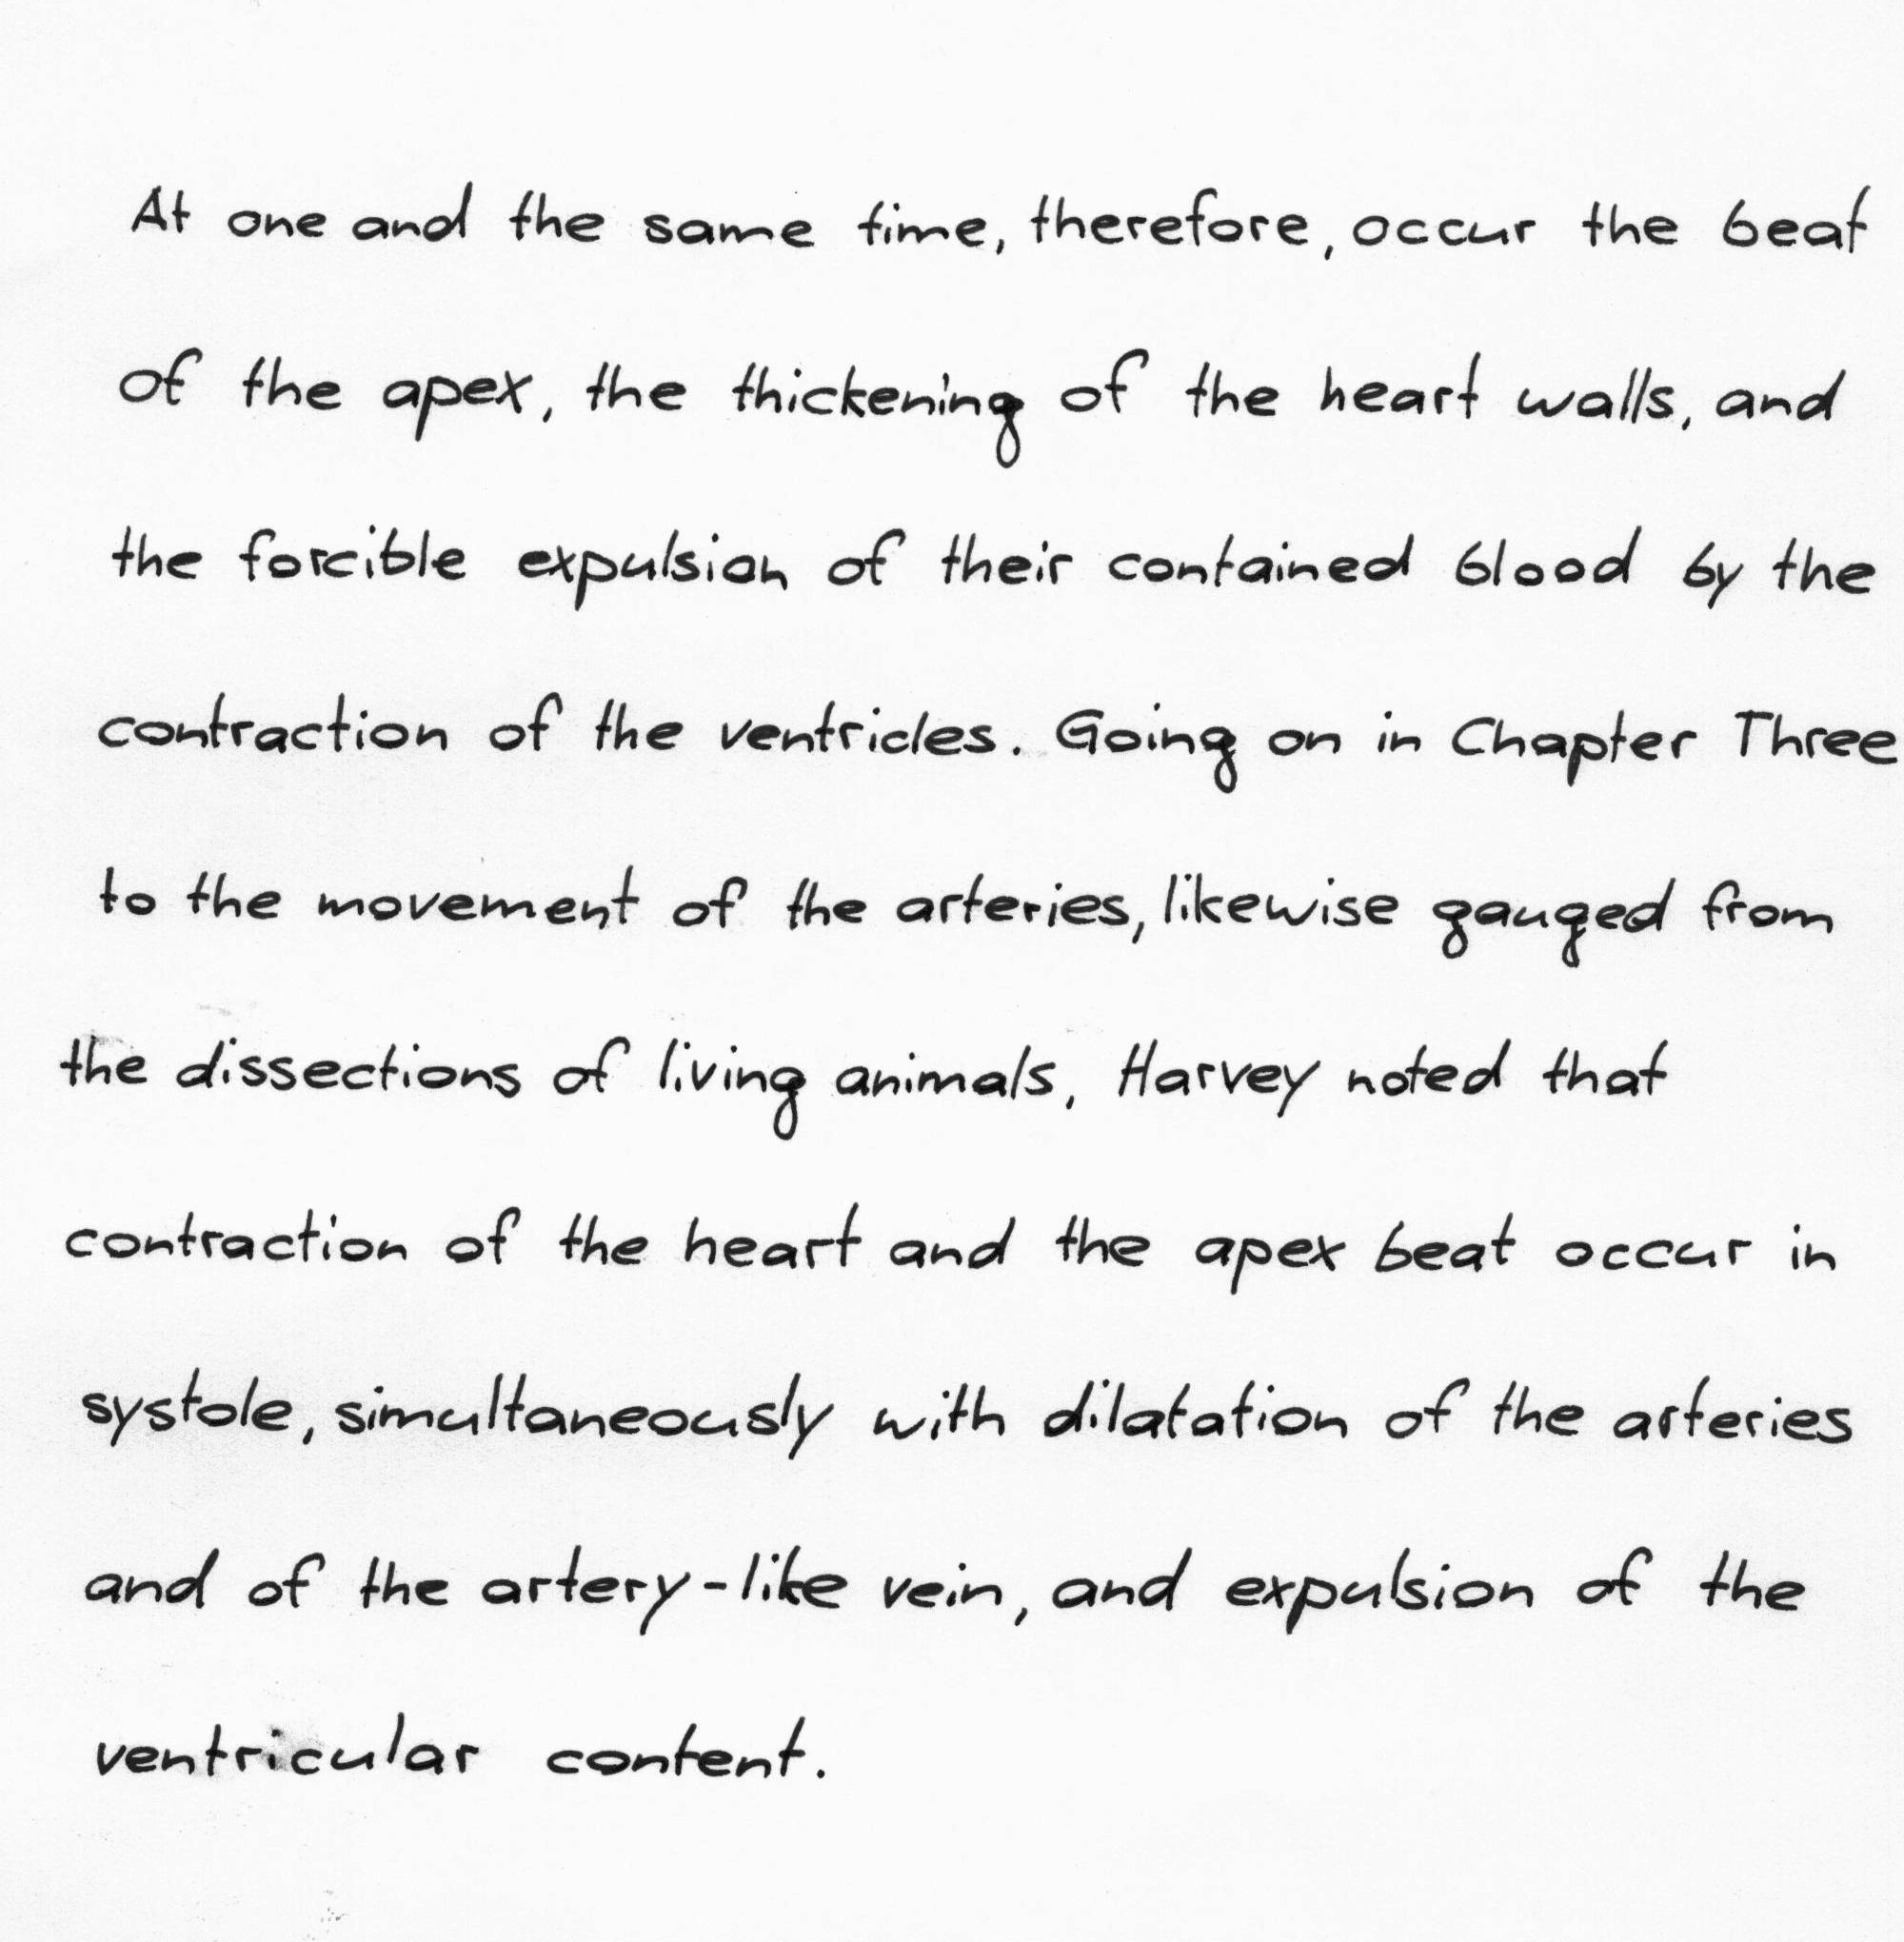 At one and the same time, therefore, occur the beat
of the apex, the thickening of the heart walls, and
the forcible expulsion of their contained blood by the
contraction of the ventricles. Going on in Chapter Three
to the movement of the arteries, likewise gauged from
the dissections of living animals, Harvey noted that
contraction of the heart and the apex beat occur in
systole, simultaneously with dilatation of the arteries
and of the artery-like vein, and expulsion of the
ventricular content.